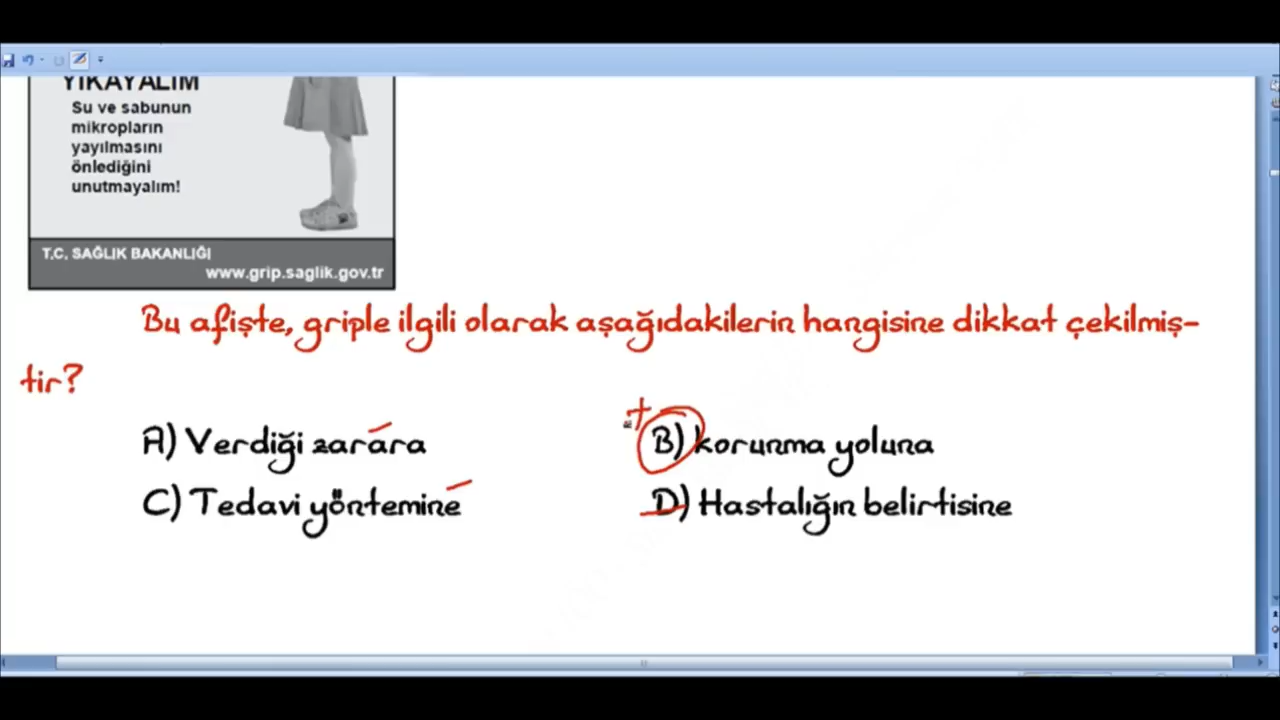 YIKAYALIM
Su ve sabunun
mikropların
yayılmasını
önlediğini
unutmayalım!
T.C. SAĞLIK BAKANLIĞI
www.grip.saglik.gov.tr
Bu afişte, griple ilgili olarak aşağıdakilerin hangisine dikkat çekilmiş-
tir?
A) Verdiği zarara
B) korunma yoluna
C) Tedavi yöntemine
D) Hastalığın belirtisine